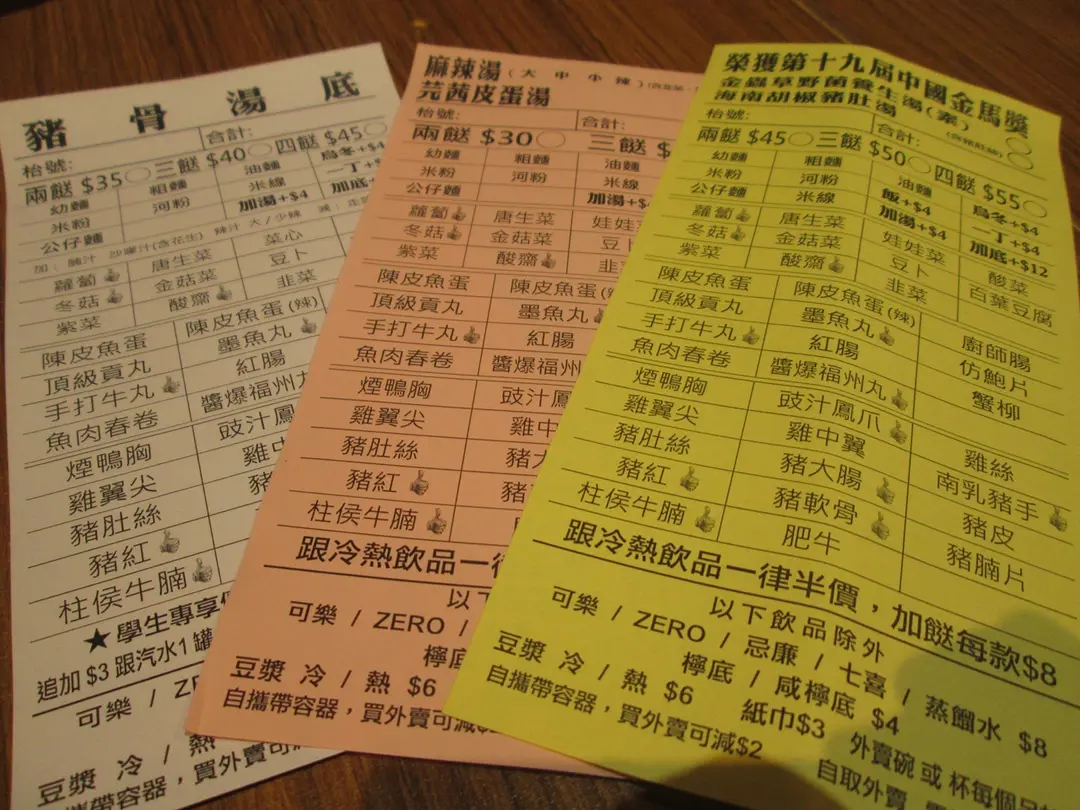 豬骨湯底
枱號: 合計:
兩餸 $35○ 三餸 $40○ 四餸 $45○
幼麵 粗麵 油麵 烏冬+$4
米粉 河粉 米線 一丁+$
公仔麵 加湯+$4 加底+
蘿蔔 唐生菜 菜心
冬菇 金菇菜 豆卜
紫菜 酸齋 韭菜
陳皮魚蛋 陳皮魚蛋(辣)
頂級貢丸 墨魚丸
手打牛丸 紅腸
魚肉春卷 醬爆福州丸
煙鴨胸 豉汁鳳
雞翼尖 雞中
豬肚絲
豬紅
柱侯牛腩
★學生專享
追加 $3 跟汽水1罐
可樂 / ZE
豆漿 冷 / 熱
攜帶容器，買外賣可減
麻辣湯(大中小辣)
芫茜皮蛋湯
枱號: 合計:
兩餸 $30○ 三餸 $
幼麵 粗麵 油麵
米粉 河粉 米線
公仔麵 加湯+$
蘿蔔 唐生菜 娃娃
冬菇 金菇菜 豆卜
紫菜 酸齋 韭
陳皮魚蛋 陳皮魚蛋(
頂級貢丸 墨魚丸
手打牛丸 紅腸
魚肉春卷 醬爆福州
煙鴨胸 豉汁鳳
雞翼尖 雞中
豬肚絲 豬大
豬紅 豬
柱侯牛腩
跟冷熱飲品一
以下
可樂 / ZERO /
檸底
豆漿 冷 / 熱 $6
自攜帶容器，買外賣可減
榮獲第十九屆中國金馬獎
金蟲草野菌養生湯(素)
海南胡椒豬肚湯
枱號: 合計:
兩餸 $45○ 三餸 $50○ 四餸 $55○
幼麵 粗麵 油麵 烏冬+$4
米粉 河粉 飯+$4 一丁+$4
公仔麵 米線 加湯+$4 加底+$12
蘿蔔 唐生菜 娃娃菜 酸菜
冬菇 金菇菜 豆卜 百葉豆腐
紫菜 酸齋 韭菜
陳皮魚蛋 陳皮魚蛋(辣) 廚師腸
頂級貢丸 墨魚丸 仿鮑片
手打牛丸 紅腸 蟹柳
魚肉春卷 醬爆福州丸
煙鴨胸 豉汁鳳爪 雞絲
雞翼尖 雞中翼 南乳豬手
豬肚絲 豬大腸 豬皮
豬紅 豬軟骨 豬腩片
柱侯牛腩 肥牛
跟冷熱飲品一律半價，加餸每款$8
以下飲品除外
可樂 / ZERO / 忌廉 / 七喜 / 蒸餾水 $8
檸底 / 咸檸底 $4
豆漿 冷 / 熱 $6 紙巾$3 外賣碗或杯每個
自攜帶容器，買外賣可減$2 自取外賣